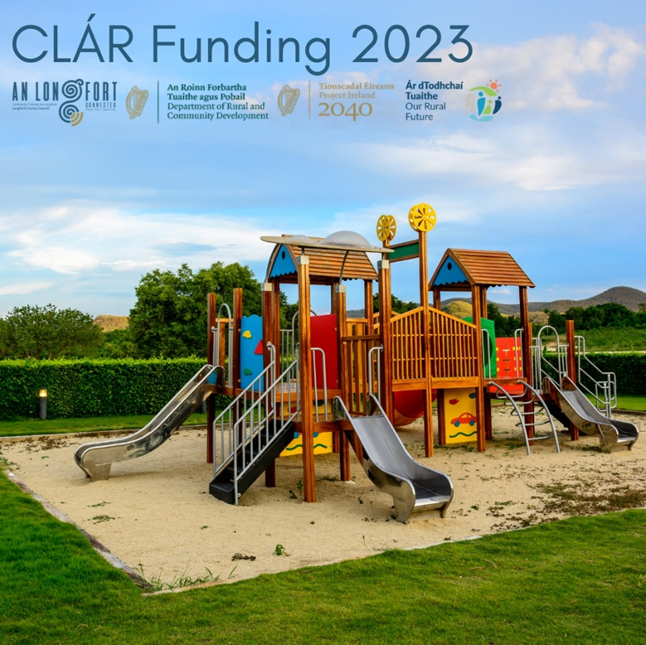 CLÁR Funding 2023
AN LONGFORT
CONNECTED
An Roinn Forbartha
Tuaithe agus Pobail
Department of Rural and
Community Development
Tionscadal Éireann
Project Ireland
2040
Ár dTodhchaí
Tuaithe
Our Rural
Future